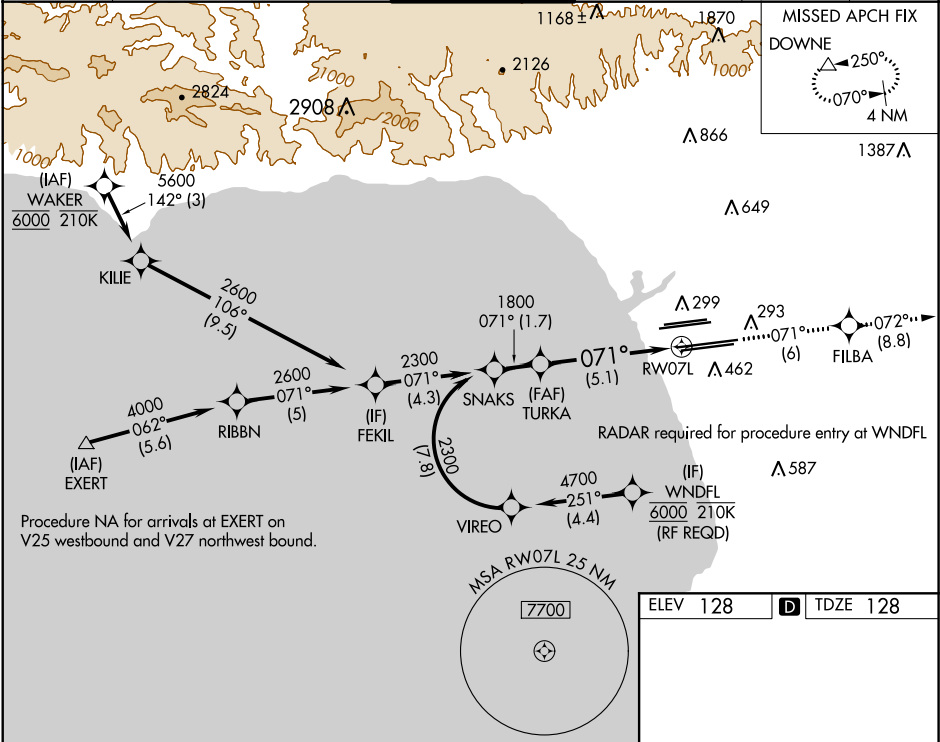 1168 ±
1870
2126
1000
1000
2824
2908
2000
1000
MISSED APCH FIX
DOWNE
250°
070°
4 NM
866
1387
649
(IAF)
WAKER
6000 210K
5600
142° (3)
KILIE
2600
106°
(9.5)
1800
071° (1.7)
299
293
462
071°
(6)
FILBA
072°
(8.8)
RW07L
071°
(5.1)
SNAKS
(FAF)
TURKA
2300
071°
(4.3)
(IF)
FEKIL
2600
071°
(5)
RIBBN
4000
062°
(5.6)
(IAF)
EXERT
2300
(7.8)
RADAR required for procedure entry at WNDFL
587
4700
251°
(4.4)
VIREO
(IF)
WNDFL
6000 210K
(RF REQD)
Procedure NA for arrivals at EXERT on
V25 westbound and V27 northwest bound.
MSA RW07L 25 NM
7700
ELEV 128 D TDZE 128